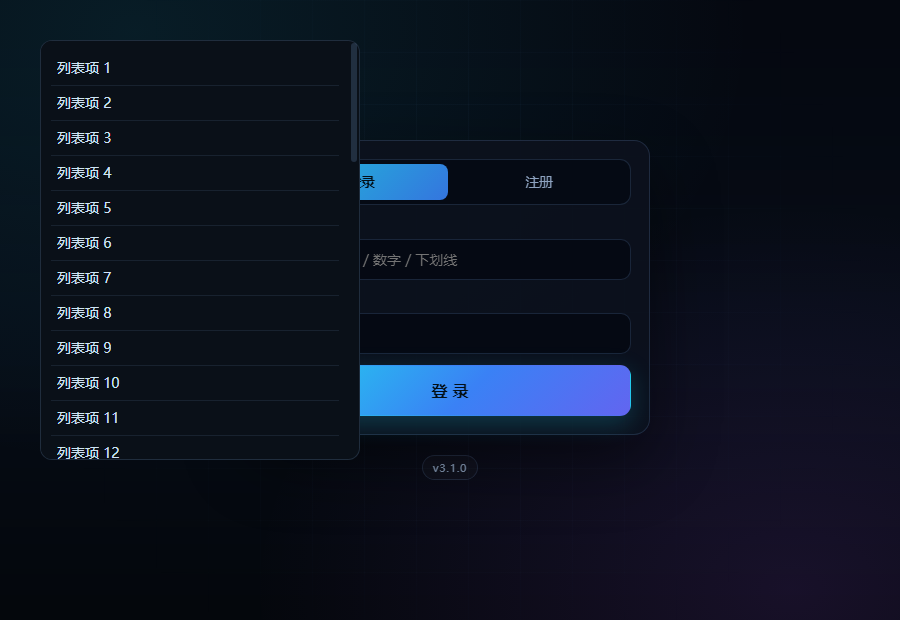 列表项 1
列表项 2
列表项 3
列表项 4
列表项 5
列表项 6
列表项 7
列表项 8
列表项 9
列表项 10
列表项 11
列表项 12
录
注册
/ 数字 / 下划线
登 录
v3.1.0